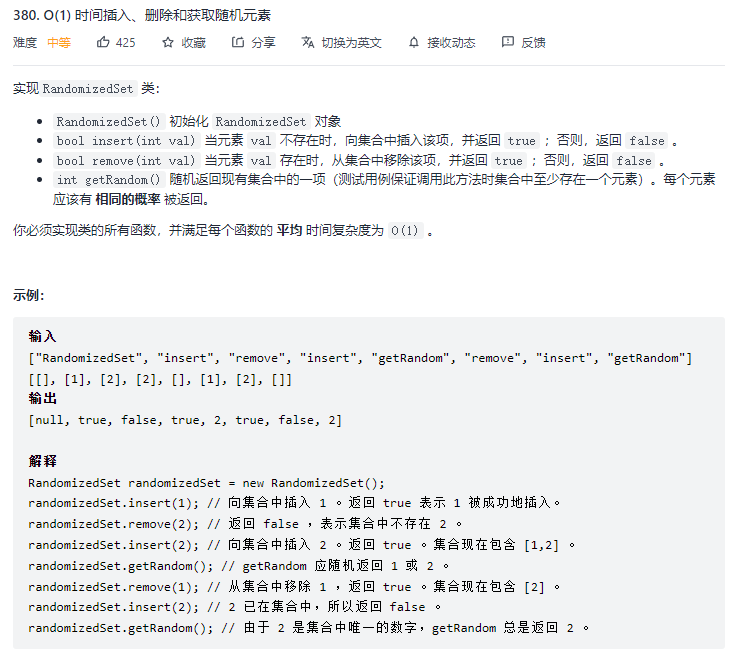 380. O(1) 时间插入、删除和获取随机元素
难度 中等 425 收藏 分享 切换为英文 接收动态 反馈
实现 RandomizedSet 类：
RandomizedSet() 初始化 RandomizedSet 对象
bool insert(int val) 当元素 val 不存在时，向集合中插入该项，并返回 true ；否则，返回 false 。
bool remove(int val) 当元素 val 存在时，从集合中移除该项，并返回 true ；否则，返回 false 。
int getRandom() 随机返回现有集合中的一项（测试用例保证调用此方法时集合中至少存在一个元素）。每个元素
应该有 相同的概率 被返回。
你必须实现类的所有函数，并满足每个函数的 平均 时间复杂度为 O(1) 。
示例：
输入
["RandomizedSet", "insert", "remove", "insert", "getRandom", "remove", "insert", "getRandom"]
[[], [1], [2], [2], [], [1], [2], []]
输出
[null, true, false, true, 2, true, false, 2]
解释
RandomizedSet randomizedSet = new RandomizedSet();
randomizedSet.insert(1); // 向集合中插入 1 。返回 true 表示 1 被成功地插入。
randomizedSet.remove(2); // 返回 false ，表示集合中不存在 2 。
randomizedSet.insert(2); // 向集合中插入 2 。返回 true 。集合现在包含 [1,2] 。
randomizedSet.getRandom(); // getRandom 应随机返回 1 或 2 。
randomizedSet.remove(1); // 从集合中移除 1 ，返回 true 。集合现在包含 [2] 。
randomizedSet.insert(2); // 2 已在集合中，所以返回 false 。
randomizedSet.getRandom(); // 由于 2 是集合中唯一的数字，getRandom 总是返回 2 。